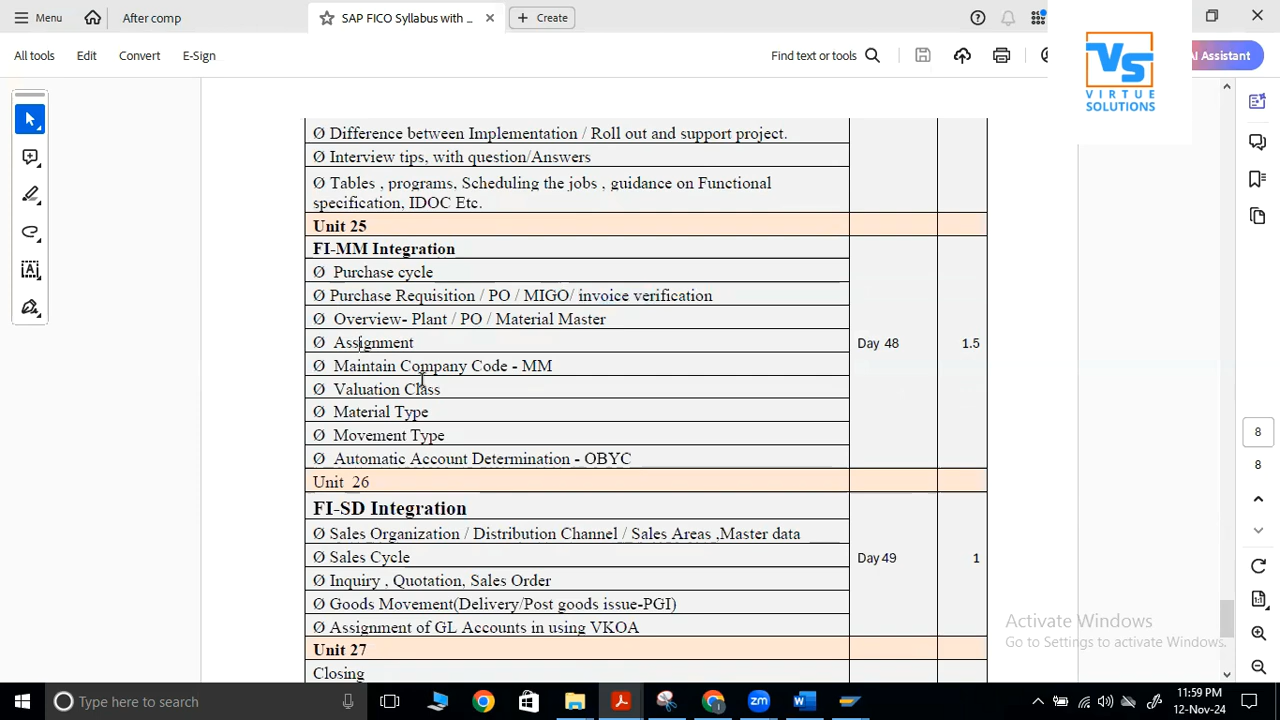 Menu
After comp
SAP FICO Syllabus with ...
Create
All tools
Edit
Convert
E-Sign
Find text or tools
AI Assistant
VS
VIRTUE
SOLUTIONS
Ø Difference between Implementation / Roll out and support project.
Ø Interview tips, with question/Answers
Ø Tables , programs, Scheduling the jobs , guidance on Functional
specification, IDOC Etc.
Unit 25
FI-MM Integration
Ø Purchase cycle
Ø Purchase Requisition / PO / MIGO/ invoice verification
Ø Overview- Plant / PO / Material Master
Ø Assignment
Day 48
1.5
Ø Maintain Company Code - MM
Ø Valuation Class
Ø Material Type
Ø Movement Type
Ø Automatic Account Determination - OBYC
Unit 26
FI-SD Integration
Ø Sales Organization / Distribution Channel / Sales Areas ,Master data
Ø Sales Cycle
Day 49
1
Ø Inquiry , Quotation, Sales Order
Ø Goods Movement(Delivery/Post goods issue-PGI)
Ø Assignment of GL Accounts in using VKOA
Unit 27
Closing
8
8
Activate Windows
Go to Settings to activate Windows.
Type here to search
zm
11:59 PM
12-Nov-24